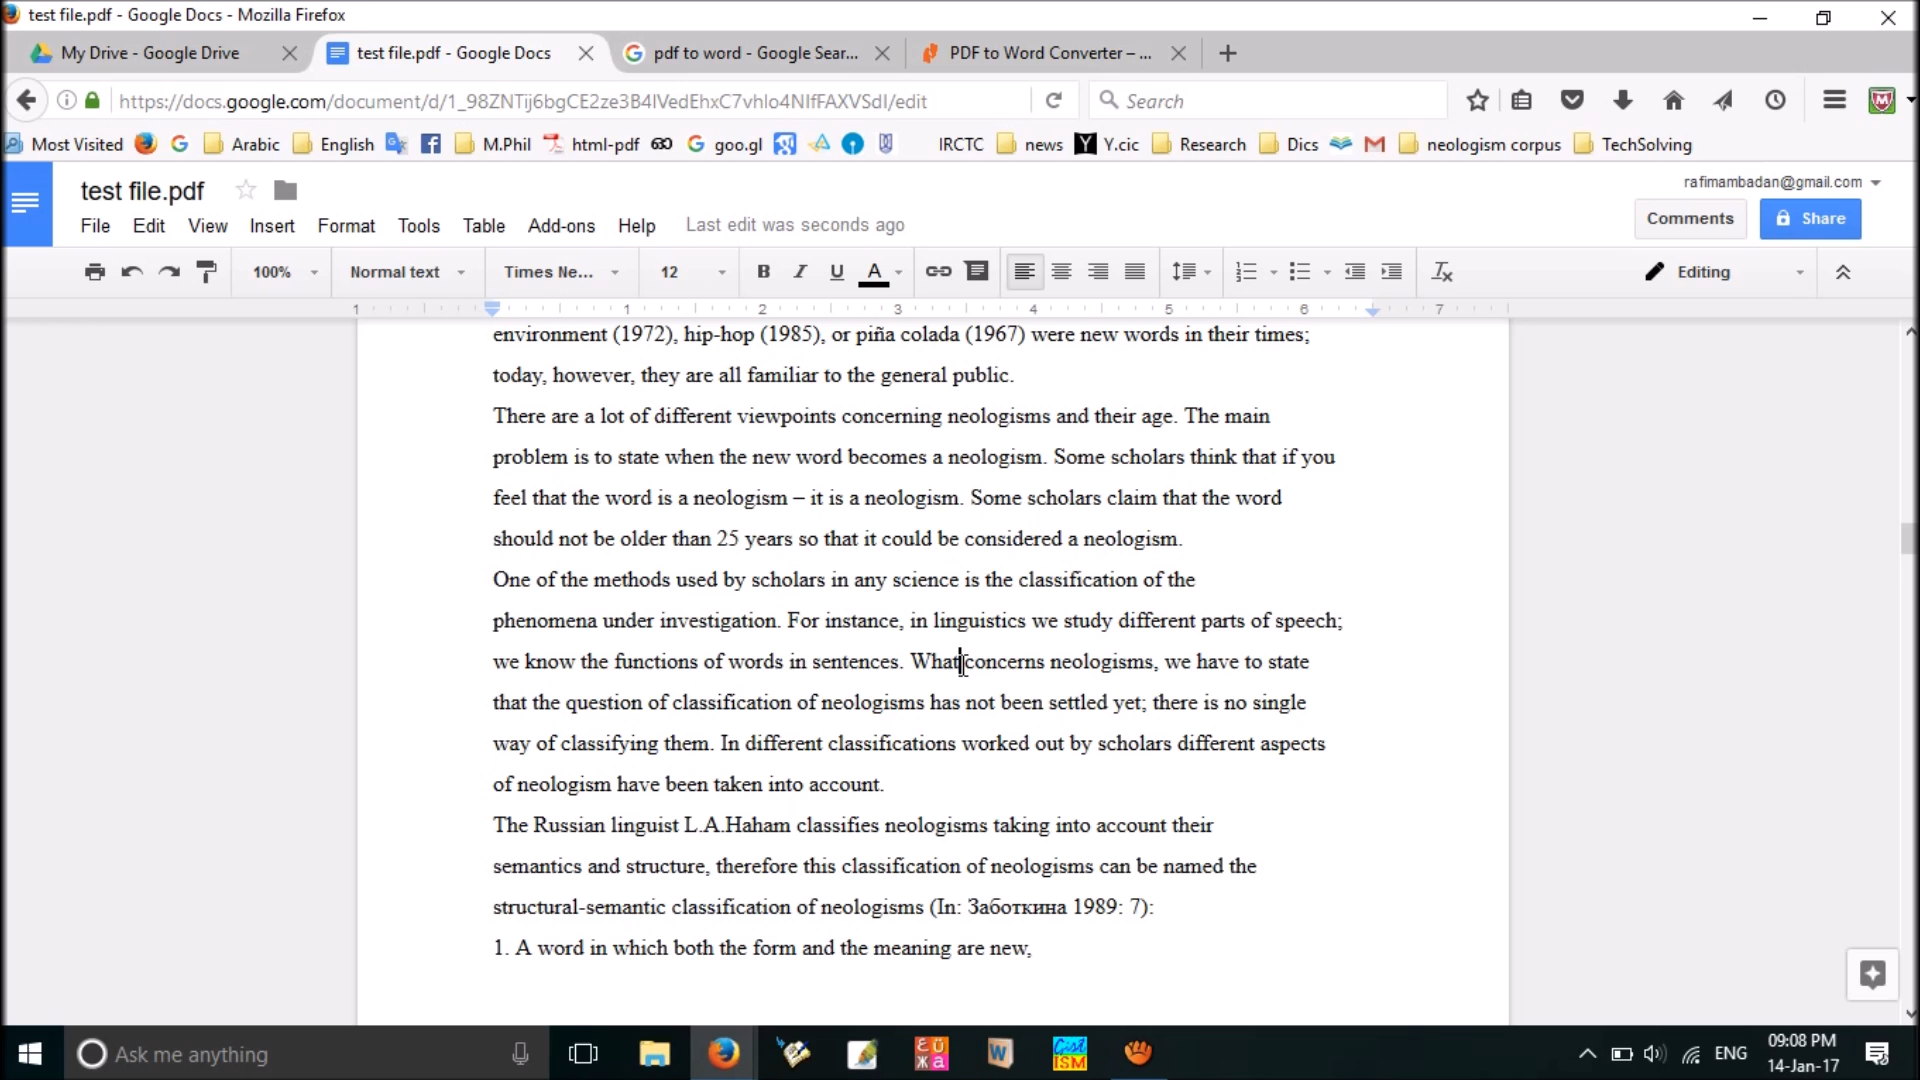 test file.pdf - Google Docs - Mozilla Firefox
My Drive - Google Drive
test file.pdf - Google Docs
pdf to word - Google Sear...
PDF to Word Converter – ...
https://docs.google.com/document/d/1_98ZNTij6bgCE2ze3B4lVedEhxC7vhlo4NIfFAXVSdI/edit
Search
Most Visited
Arabic
English
M.Phil
html-pdf
goo.gl
IRCTC
news
Y.cic
Research
Dics
neologism corpus
TechSolving
test file.pdf
rafimambadan@gmail.com
File Edit View Insert Format Tools Table Add-ons Help Last edit was seconds ago
Comments
Share
100% Normal text Times Ne... 12 B I U A
Editing
1 1 2 3 4 5 6 7
environment (1972), hip-hop (1985), or piña colada (1967) were new words in their times;
today, however, they are all familiar to the general public.
There are a lot of different viewpoints concerning neologisms and their age. The main
problem is to state when the new word becomes a neologism. Some scholars think that if you
feel that the word is a neologism – it is a neologism. Some scholars claim that the word
should not be older than 25 years so that it could be considered a neologism.
One of the methods used by scholars in any science is the classification of the
phenomena under investigation. For instance, in linguistics we study different parts of speech;
we know the functions of words in sentences. What concerns neologisms, we have to state
that the question of classification of neologisms has not been settled yet; there is no single
way of classifying them. In different classifications worked out by scholars different aspects
of neologism have been taken into account.
The Russian linguist L.A.Haham classifies neologisms taking into account their
semantics and structure, therefore this classification of neologisms can be named the
structural-semantic classification of neologisms (In: Заботкина 1989: 7):
1. A word in which both the form and the meaning are new,
Ask me anything
ENG
09:08 PM
14-Jan-17